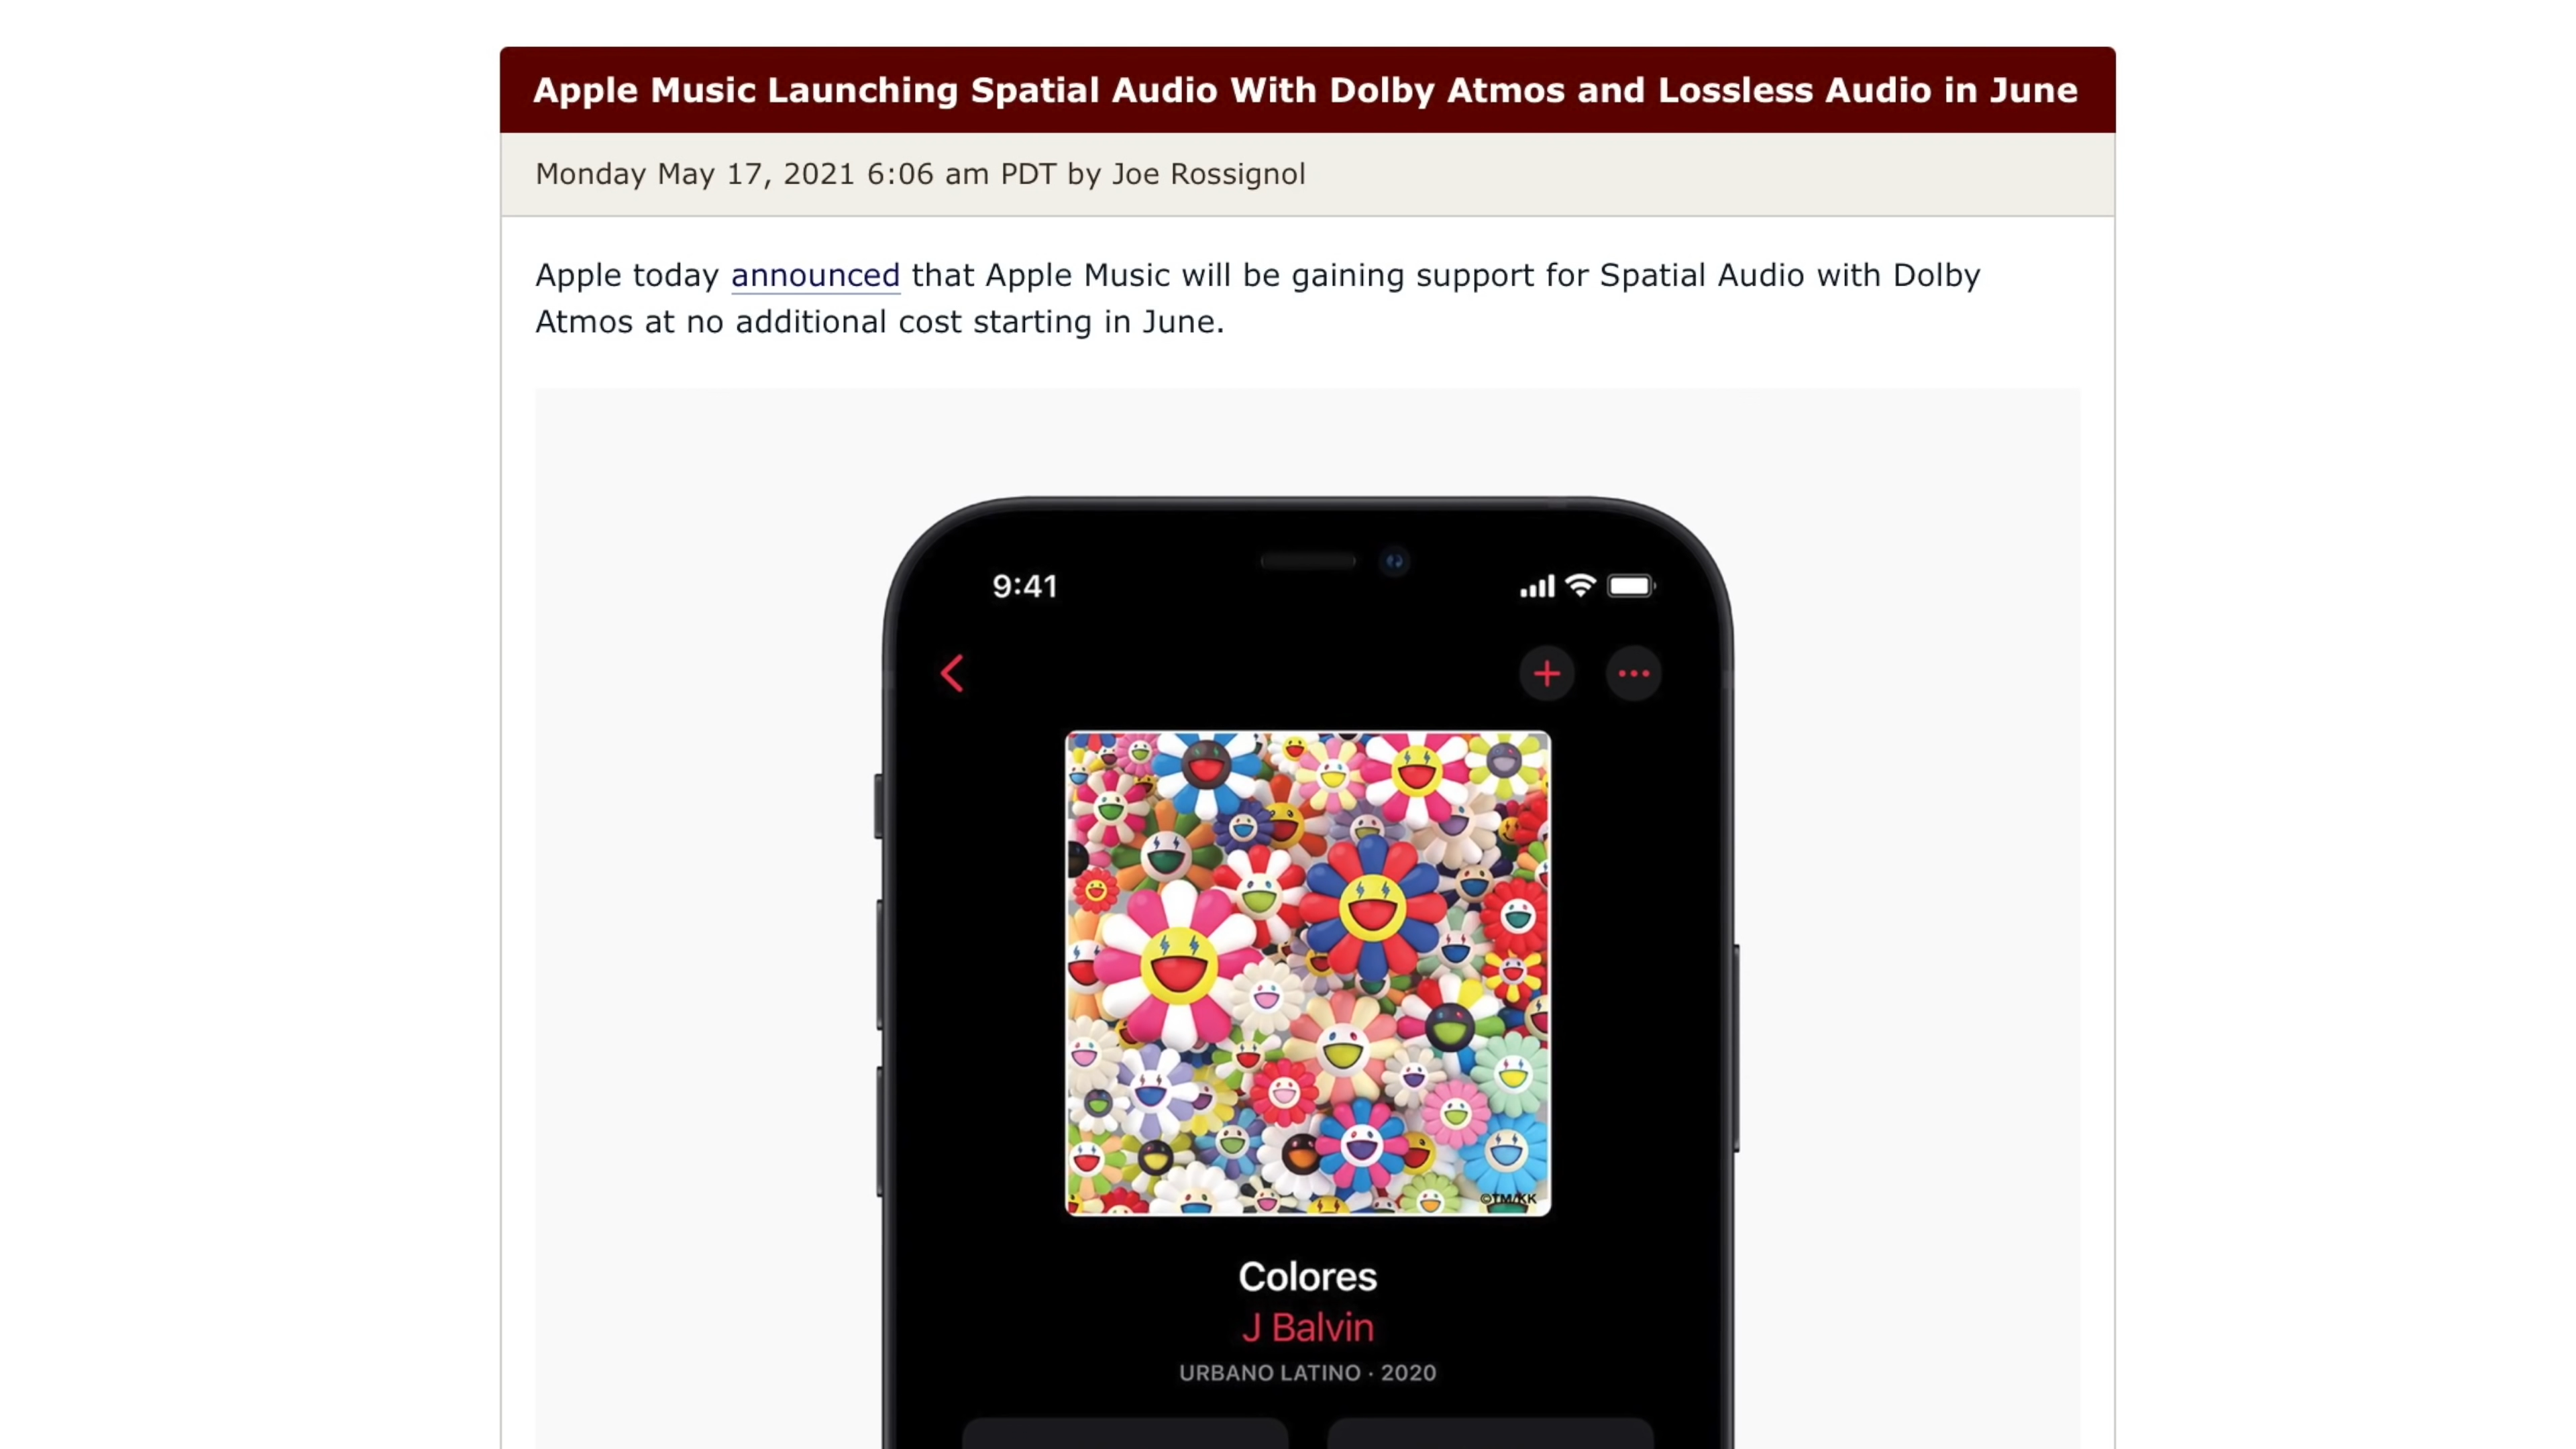 Apple Music Launching Spatial Audio With Dolby Atmos and Lossless Audio in June
Monday May 17, 2021 6:06 am PDT by Joe Rossignol
Apple today announced that Apple Music will be gaining support for Spatial Audio with Dolby
Atmos at no additional cost starting in June.
9:41
©TM/KK
Colores
J Balvin
URBANO LATINO · 2020